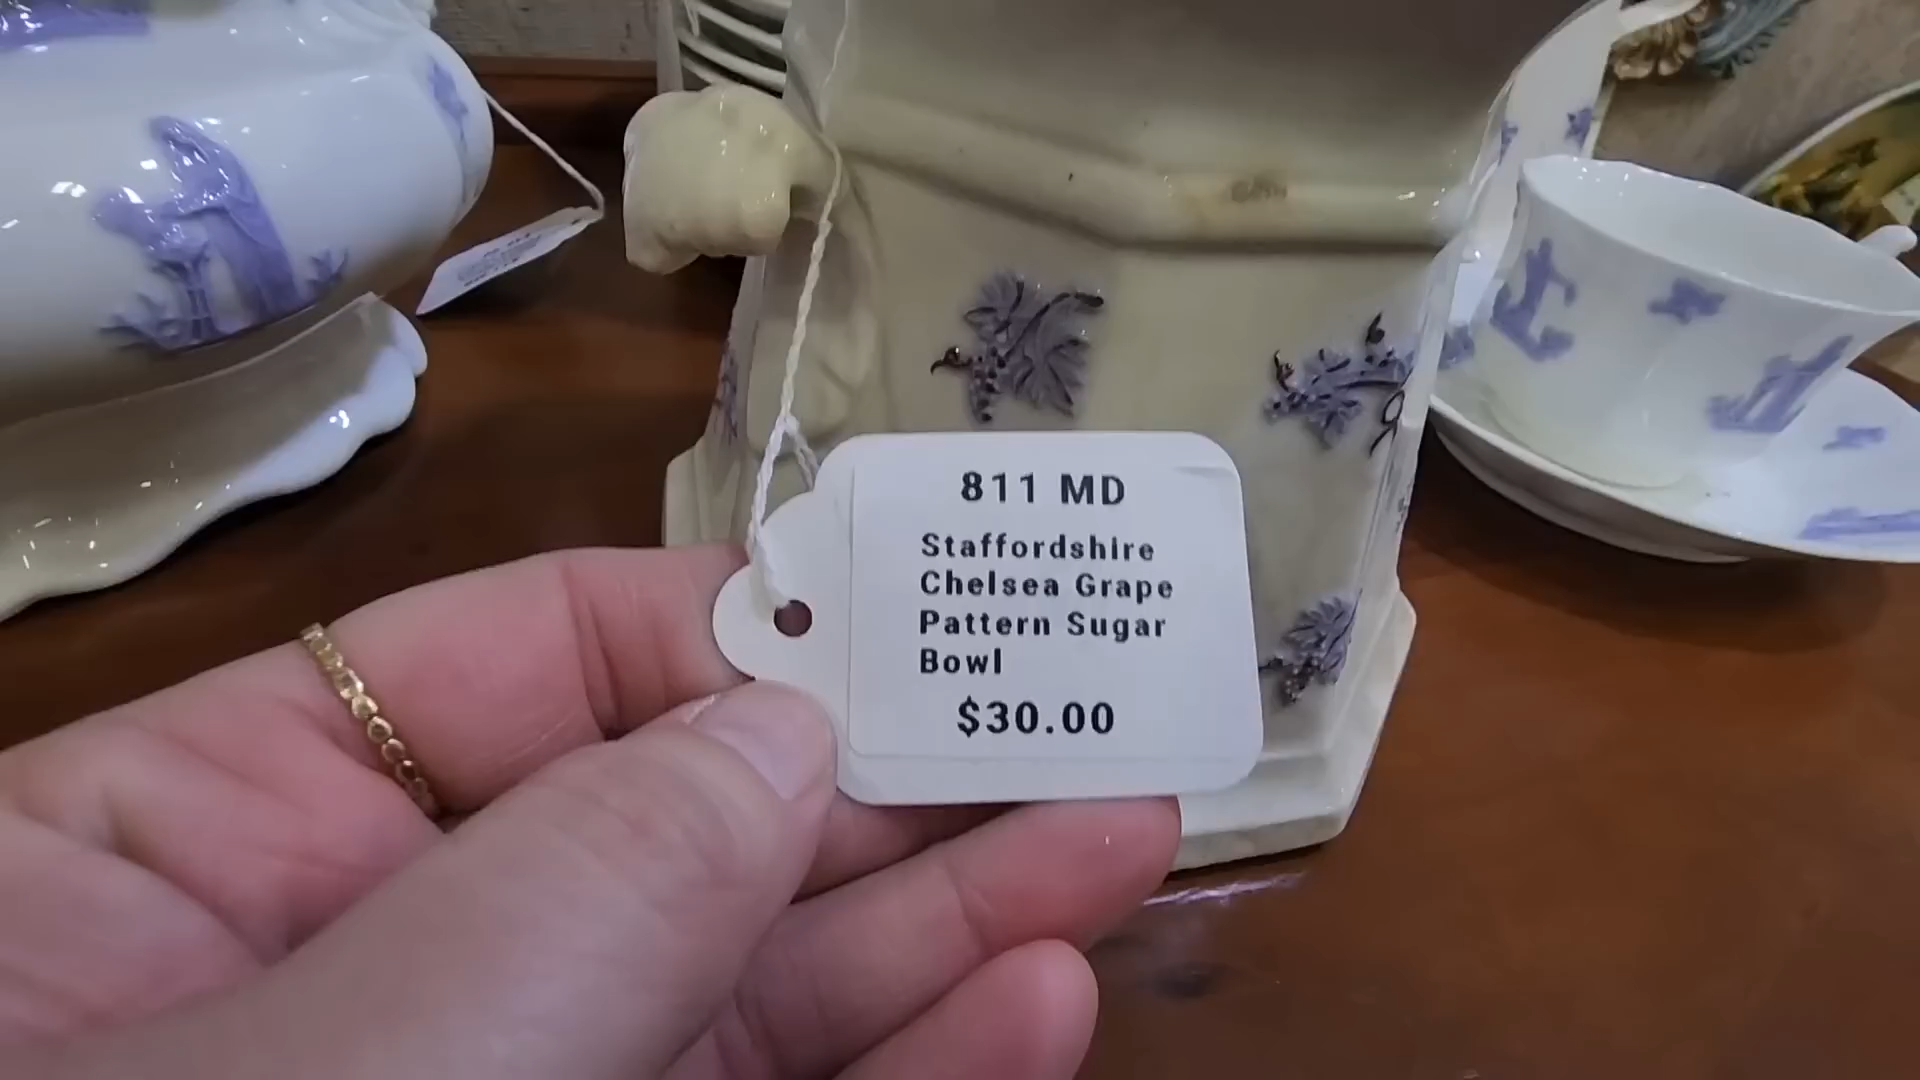 811 MD
Staffordshire
Chelsea Grape
Pattern Sugar
Bowl
$30.00